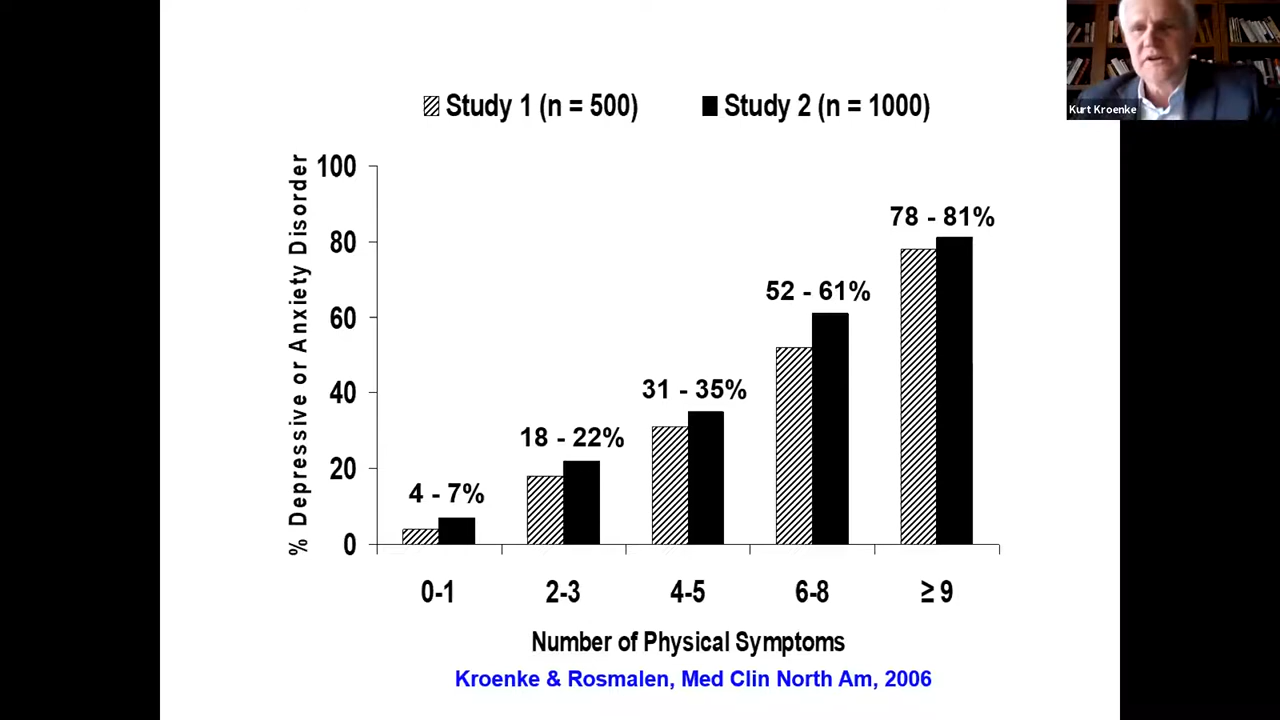 Kurt Kroenke
Study 1 (n = 500)
Study 2 (n = 1000)
% Depressive or Anxiety Disorder
100
80
60
40
20
0
4 - 7%
18 - 22%
31 - 35%
52 - 61%
78 - 81%
0-1
2-3
4-5
6-8
≥ 9
Number of Physical Symptoms
Kroenke & Rosmalen, Med Clin North Am, 2006